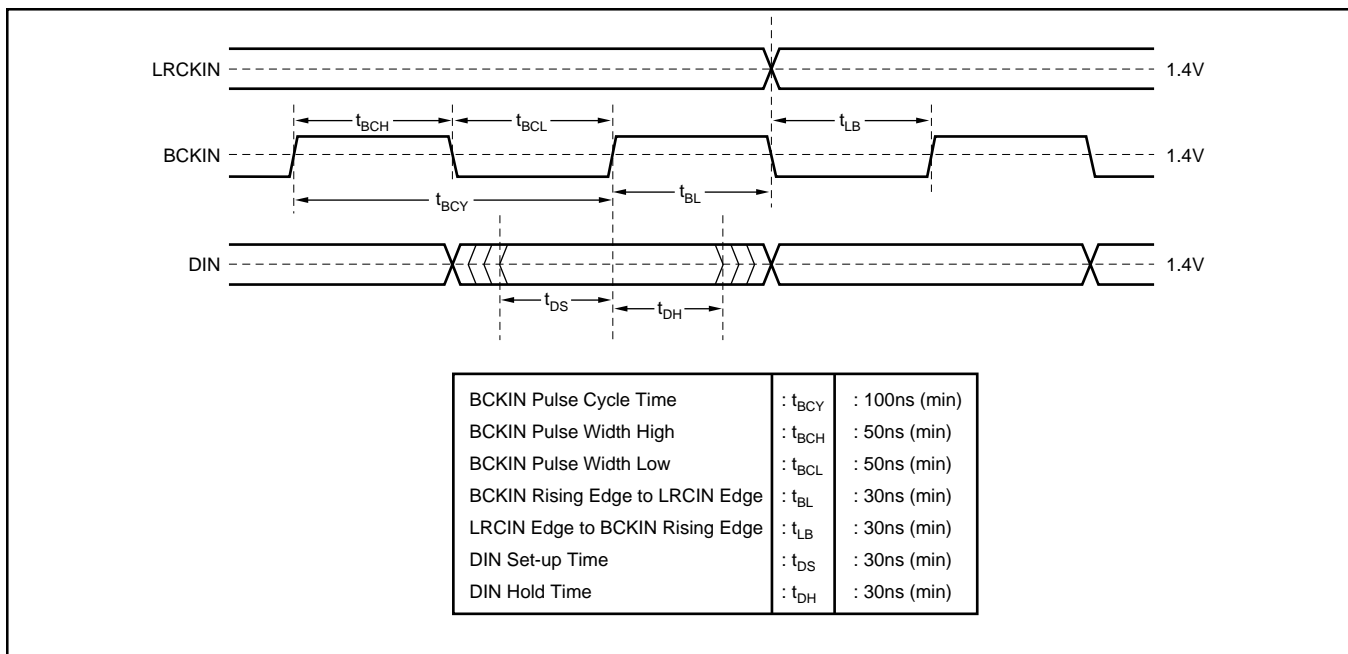 LRCKIN
1.4V
tBCH
tBCL
tLB
BCKIN
1.4V
tBCY
tBL
DIN
1.4V
tDS
tDH
BCKIN Pulse Cycle Time : tBCY : 100ns (min)
BCKIN Pulse Width High : tBCH : 50ns (min)
BCKIN Pulse Width Low : tBCL : 50ns (min)
BCKIN Rising Edge to LRCIN Edge : tBL : 30ns (min)
LRCIN Edge to BCKIN Rising Edge : tLB : 30ns (min)
DIN Set-up Time : tDS : 30ns (min)
DIN Hold Time : tDH : 30ns (min)